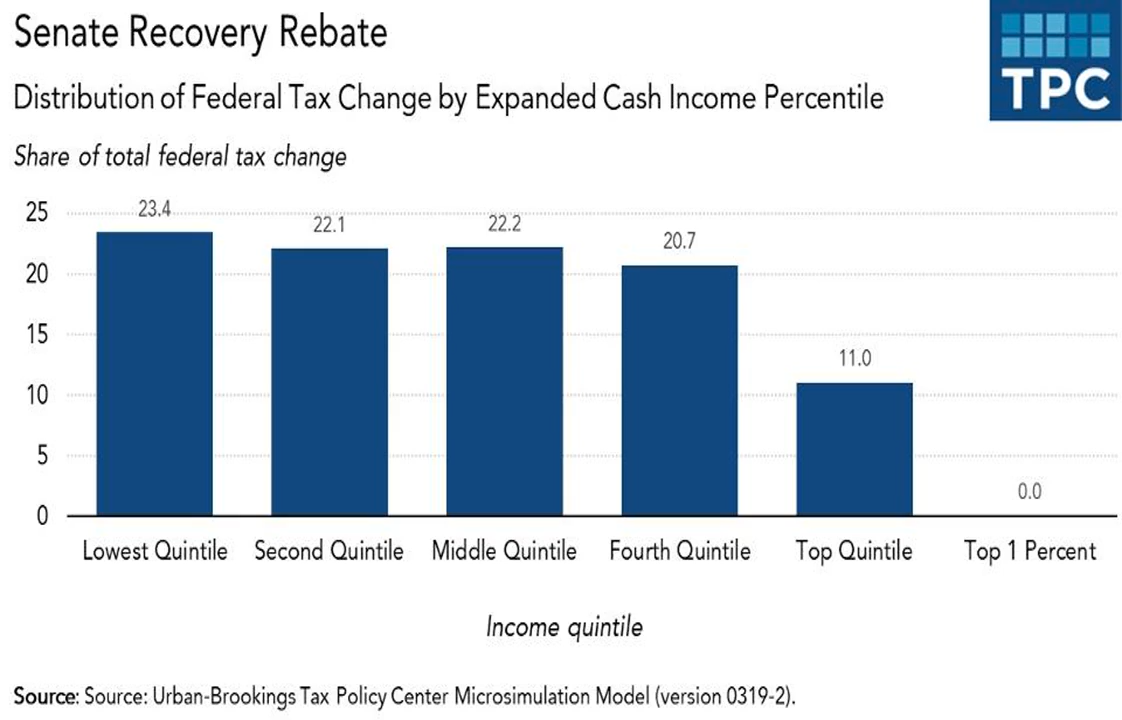 Senate Recovery Rebate
TPC
Distribution of Federal Tax Change by Expanded Cash Income Percentile
Share of total federal tax change
25
20
15
10
5
0
23.4
22.1
22.2
20.7
11.0
0.0
Lowest Quintile
Second Quintile
Middle Quintile
Fourth Quintile
Top Quintile
Top 1 Percent
Income quintile
Source: Source: Urban-Brookings Tax Policy Center Microsimulation Model (version 0319-2).